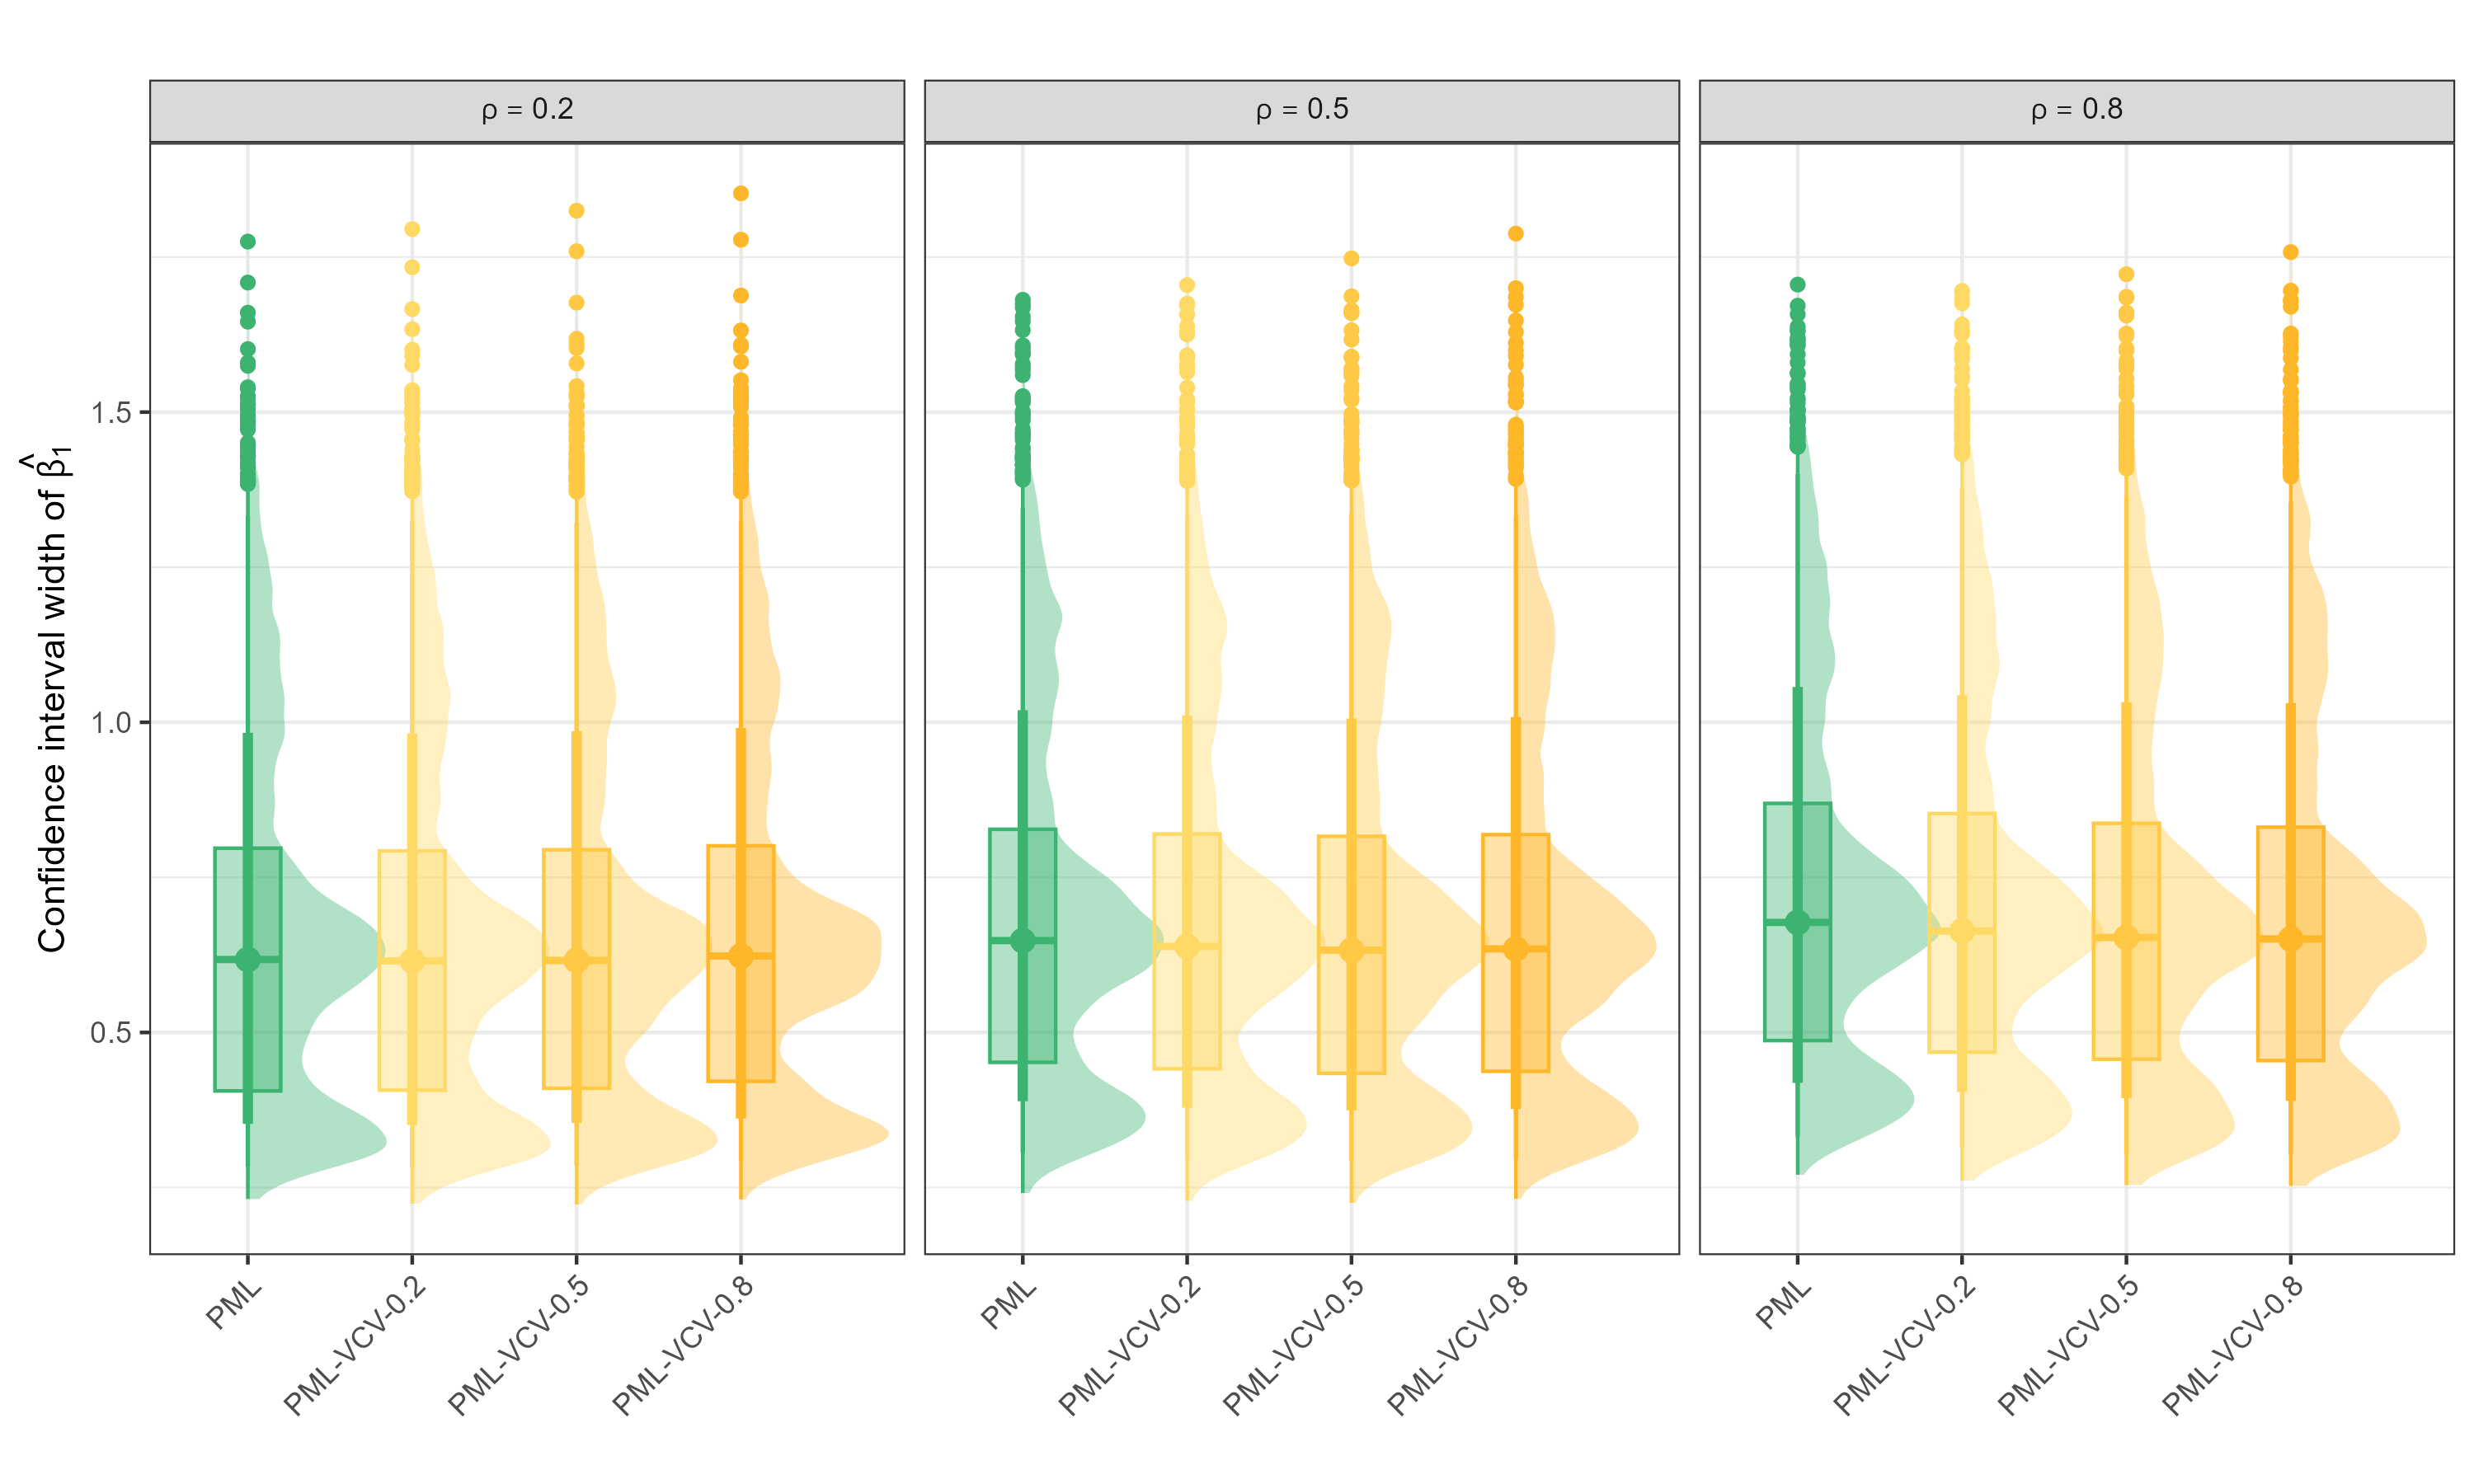 ρ = 0.2
ρ = 0.5
ρ = 0.8
Confidence interval width of β̂₁
1.5
1.0
0.5
PML
PML-VCV-0.2
PML-VCV-0.5
PML-VCV-0.8
PML
PML-VCV-0.2
PML-VCV-0.5
PML-VCV-0.8
PML
PML-VCV-0.2
PML-VCV-0.5
PML-VCV-0.8